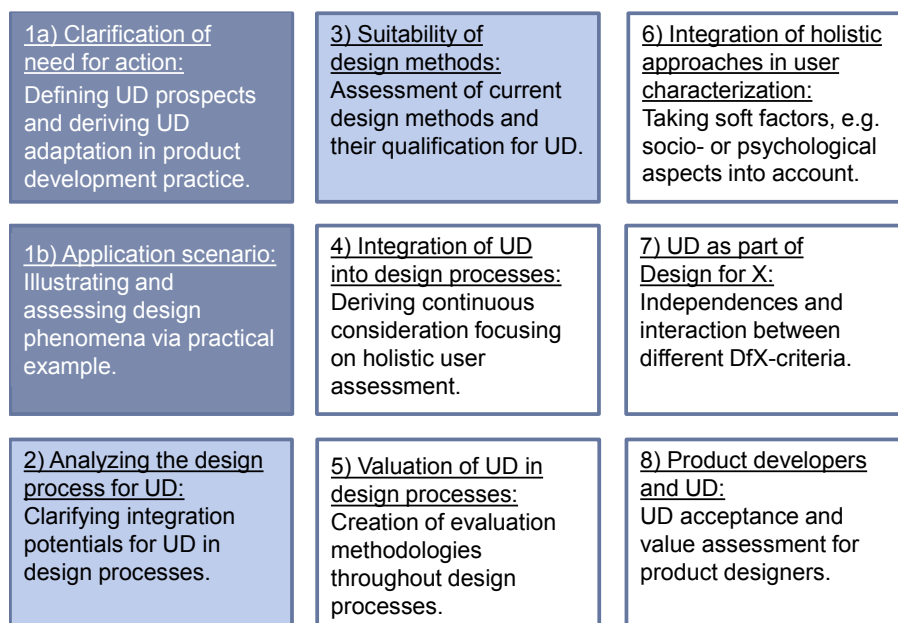 1a) Clarification of
need for action:
Defining UD prospects
and deriving UD
adaptation in product
development practice.
1b) Application scenario:
Illustrating and
assessing design
phenomena via practical
example.
2) Analyzing the design
process for UD:
Clarifying integration
potentials for UD in
design processes.
3) Suitability of
design methods:
Assessment of current
design methods and
their qualification for UD.
4) Integration of UD
into design processes:
Deriving continuous
consideration focusing
on holistic user
assessment.
5) Valuation of UD in
design processes:
Creation of evaluation
methodologies
throughout design
processes.
6) Integration of holistic
approaches in user
characterization:
Taking soft factors, e.g.
socio- or psychological
aspects into account.
7) UD as part of
Design for X:
Independences and
interaction between
different DfX-criteria.
8) Product developers
and UD:
UD acceptance and
value assessment for
product designers.